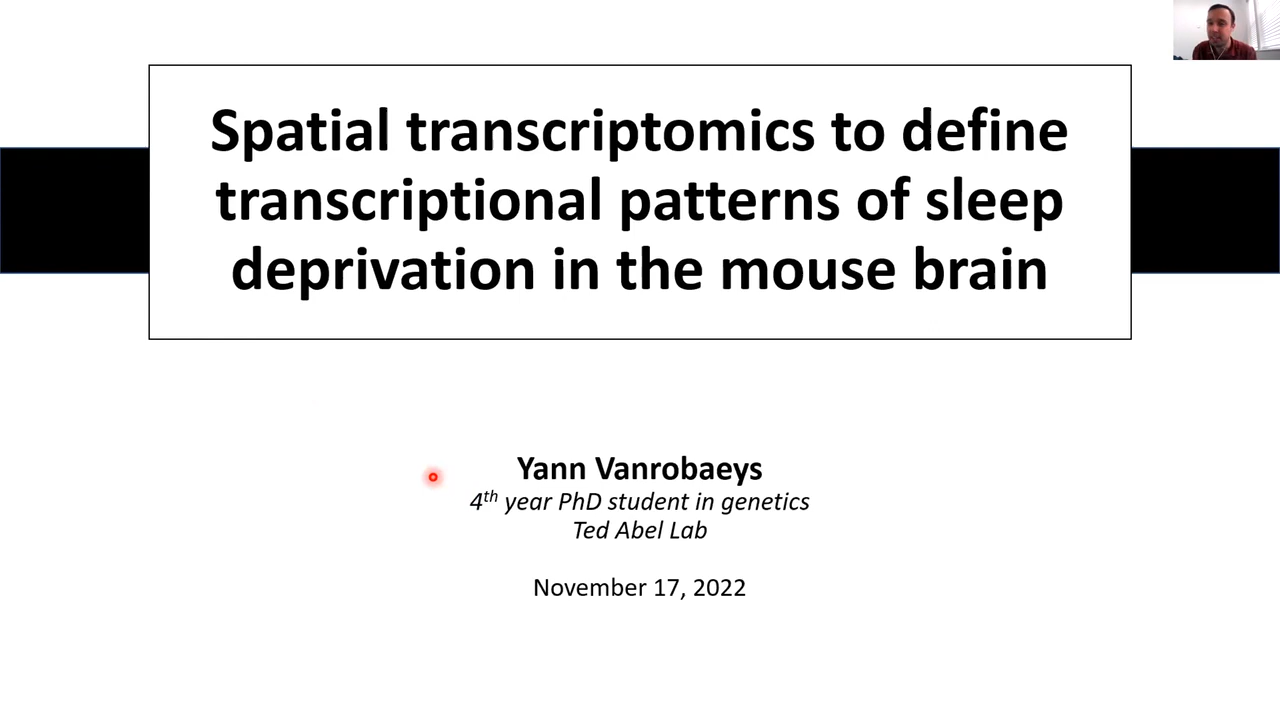 Spatial transcriptomics to define
transcriptional patterns of sleep
deprivation in the mouse brain
Yann Vanrobaeys
4th year PhD student in genetics
Ted Abel Lab
November 17, 2022